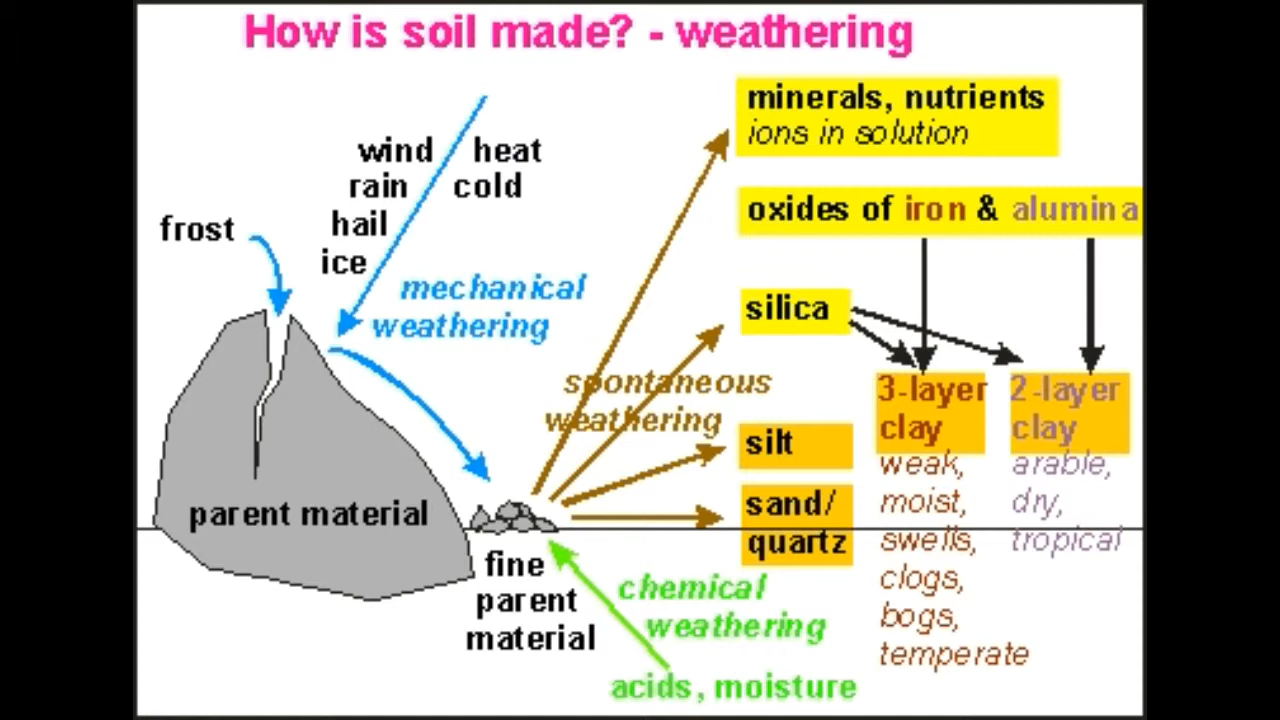 How is soil made? - weathering
minerals, nutrients
ions in solution
wind heat
rain cold
hail
ice
frost
oxides of iron & alumina
mechanical
weathering
silica
spontaneous
weathering
3-layer
clay
weak,
moist,
swells,
clogs,
bogs,
temperate
2-layer
clay
arable,
dry,
tropical
silt
sand/
quartz
parent material
fine
parent
material
chemical
weathering
acids, moisture